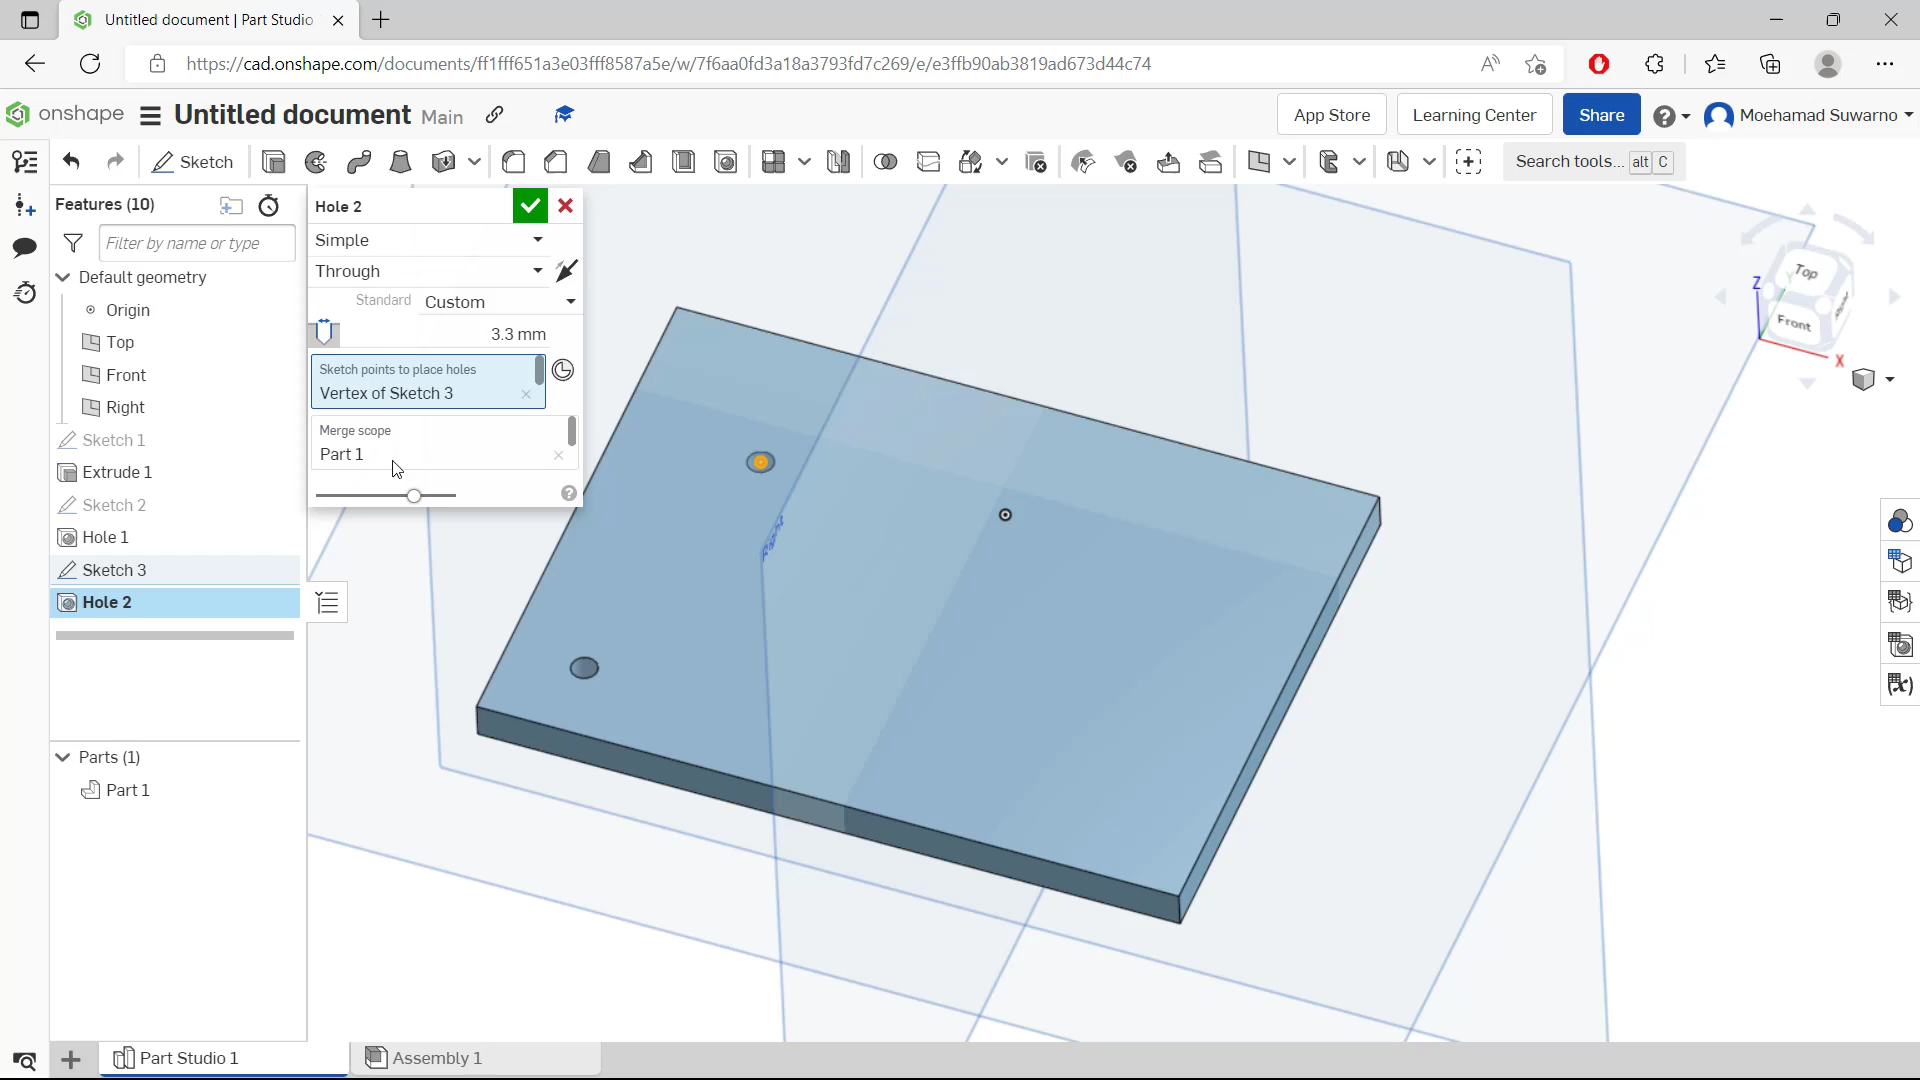 Untitled document | Part Studio
https://cad.onshape.com/documents/ff1fff651a3e03fff8587a5e/w/7f6aa0fd3a18a3793fd7c269/e/e3ffb90ab3819ad673d44c74
onshape
Untitled document Main
App Store
Learning Center
Share
Moehamad Suwarno
Sketch
Search tools... alt C
Features (10)
Filter by name or type
Default geometry
Origin
Top
Front
Right
Sketch 1
Extrude 1
Sketch 2
Hole 1
Sketch 3
Hole 2
Parts (1)
Part 1
Hole 2
Simple
Through
Standard Custom
3.3 mm
Sketch points to place holes
Vertex of Sketch 3
Merge scope
Part 1
Top
Front
Z
Y
X
Part Studio 1
Assembly 1